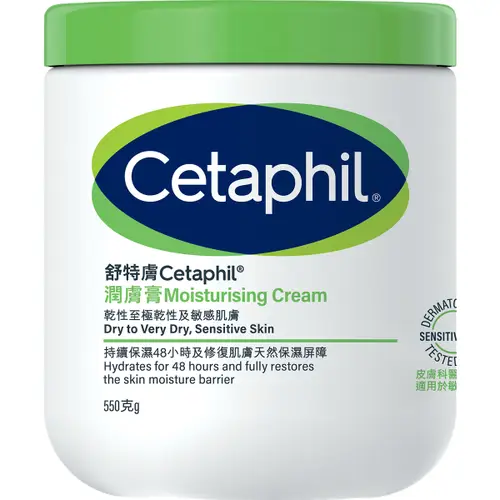 Cetaphil®
舒特膚Cetaphil®
潤膚膏Moisturising Cream
乾性至極乾性及敏感肌膚
Dry to Very Dry, Sensitive Skin
持續保濕48小時及修復肌膚天然保濕屏障
Hydrates for 48 hours and fully restores
the skin moisture barrier
550克g
DERMATO
SENSITIVE
TESTE
皮膚科醫
適用於敏